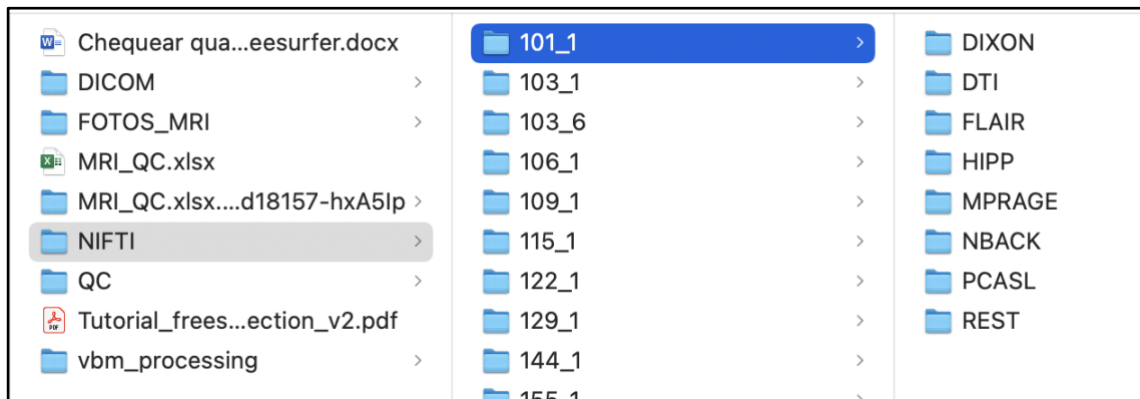 Chequear qua...eesurfer.docx
DICOM
FOTOS_MRI
MRI_QC.xlsx
MRI_QC.xlsx....d18157-hxA5Ip
NIFTI
QC
Tutorial_frees...ection_v2.pdf
vbm_processing
101_1
103_1
103_6
106_1
109_1
115_1
122_1
129_1
144_1
155_1
DIXON
DTI
FLAIR
HIPP
MPRAGE
NBACK
PCASL
REST